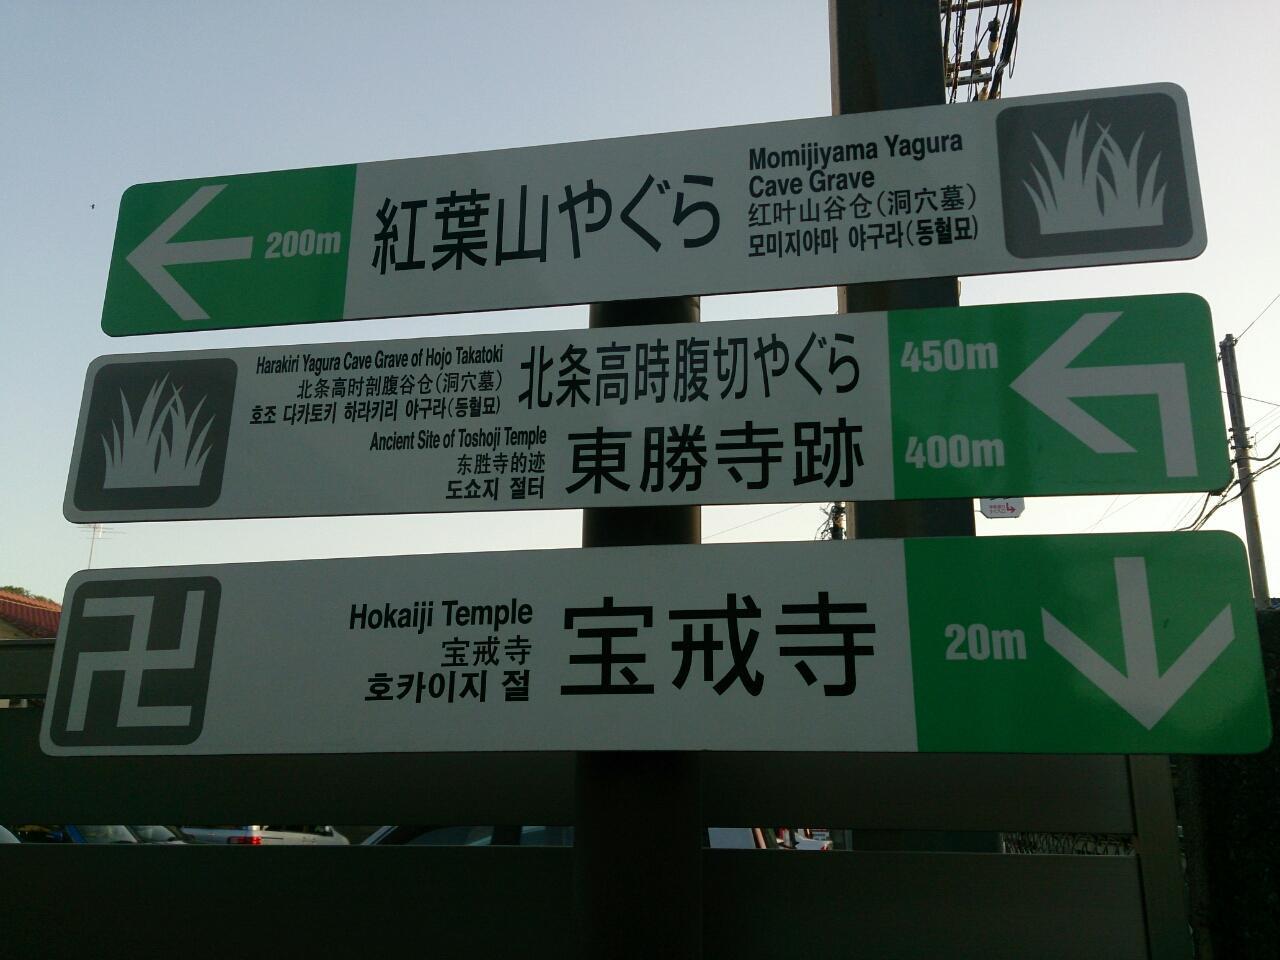 200m
紅葉山やぐら
Momijiyama Yagura
Cave Grave
红叶山谷仓(洞穴墓)
모미지야마 야구라(동혈묘)
Harakiri Yagura Cave Grave of Hojo Takatoki
北条高时剖腹谷仓(洞穴墓)
호조 다카토키 하라키리 야구라(동혈묘)
北条高時腹切やぐら
450m
Ancient Site of Toshoji Temple
东胜寺的迹
도쇼지 절터
東勝寺跡
400m
Hokaiji Temple
宝戒寺
호카이지 절
宝戒寺
20m